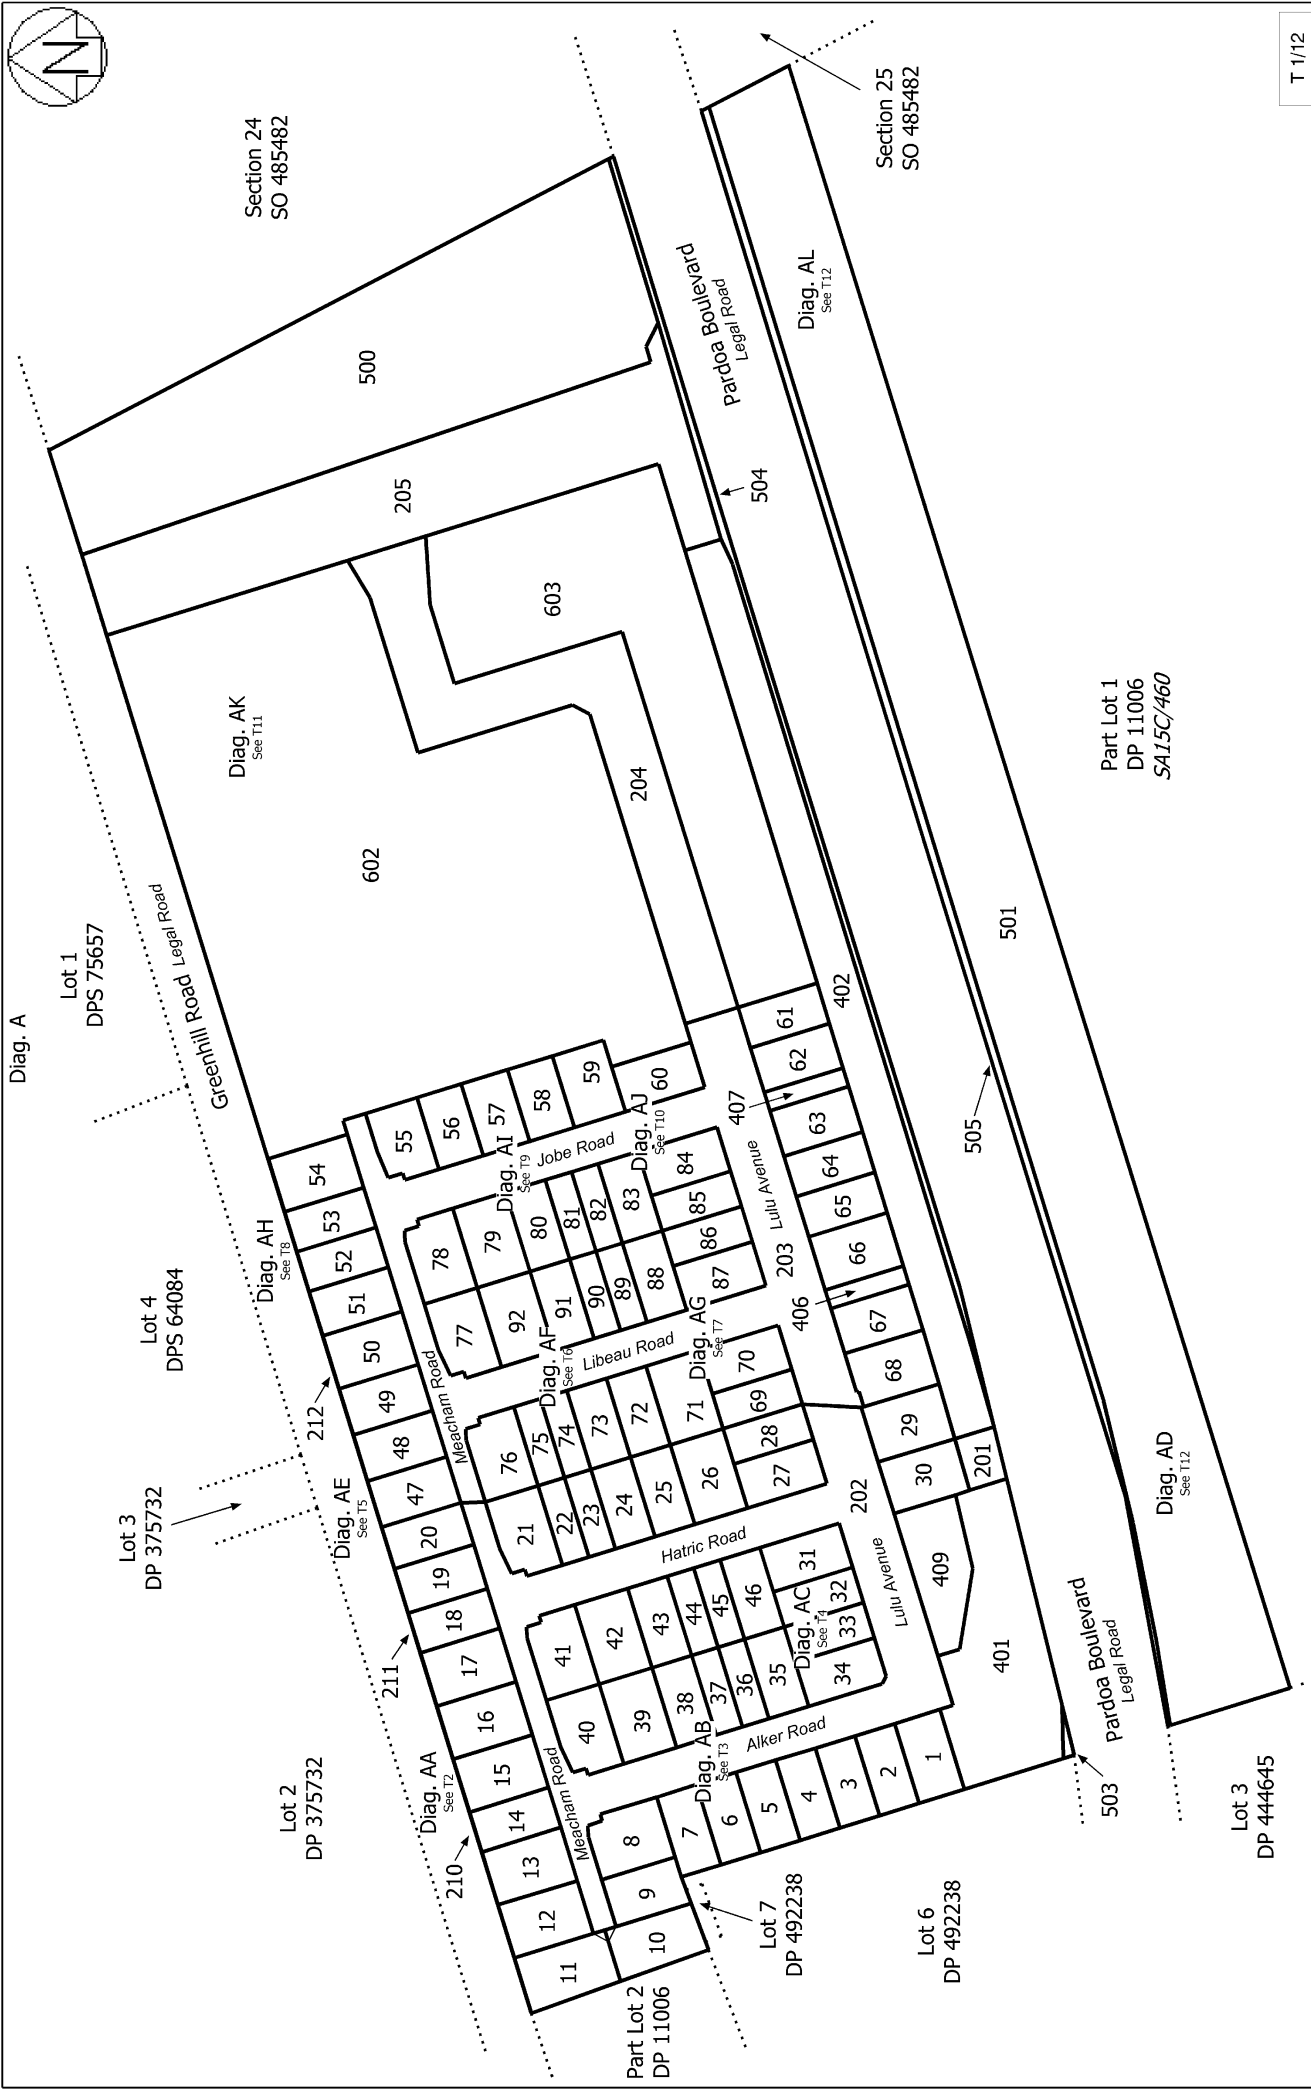 Diag. A
T 1/12
N
Section 24
SO 485482
Section 25
SO 485482
Lot 1
DPS 75657
Greenhill Road Legal Road
Lot 4
DPS 64084
Lot 3
DP 375732
Lot 2
DP 375732
Part Lot 2
DP 11006
Lot 7
DP 492238
Lot 6
DP 492238
Lot 3
DP 444645
Part Lot 1
DP 11006
SA15C/460
Pardoa Boulevard
Legal Road
Pardoa Boulevard
Legal Road
Diag. AA
See T2
Diag. AB
See T3
Diag. AC
See T4
Diag. AD
See T12
Diag. AE
See T5
Diag. AF
See T6
Diag. AG
See T7
Diag. AH
See T8
Diag. AI
See T9
Diag. AJ
See T10
Diag. AK
See T11
Diag. AL
See T12
Meacham Road
Meacham Road
Alker Road
Hatric Road
Libeau Road
Jobe Road
Lulu Avenue
Lulu Avenue
210
211
212
11
12
13
14
15
16
17
18
19
20
47
48
49
50
51
52
53
54
10
9
8
7
6
5
4
3
2
1
40
39
38
37
36
35
34
41
42
43
44
45
46
31
32
33
21
22
23
24
25
26
27
28
76
75
74
73
72
71
70
69
77
92
91
90
89
88
87
78
79
80
81
82
83
84
85
86
55
56
57
58
59
60
61
62
407
63
64
65
66
406
67
68
29
30
201
202
203
204
205
401
402
409
500
501
503
504
505
602
603